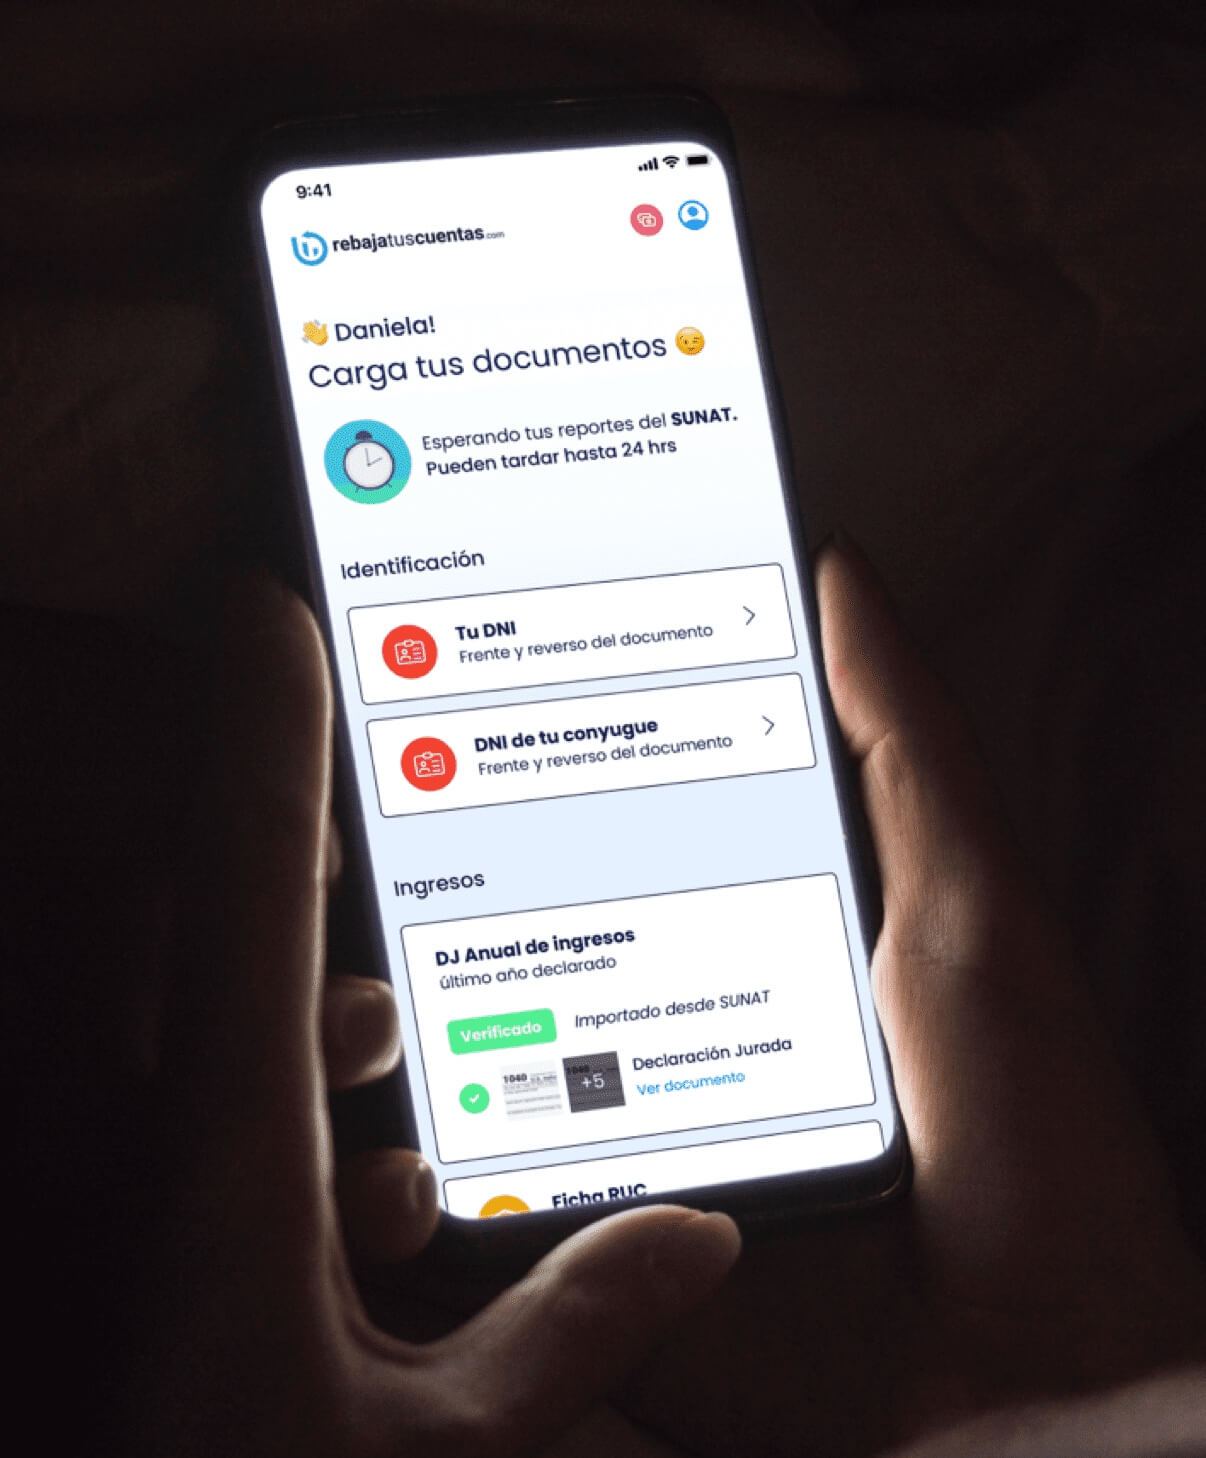 9:41
rebajatuscuentas.com
Daniela!
Carga tus documentos
Esperando tus reportes del SUNAT.
Pueden tardar hasta 24 hrs
Identificación
Tu DNI
Frente y reverso del documento
DNI de tu conyugue
Frente y reverso del documento
Ingresos
DJ Anual de ingresos
último año declarado
Verificado
Importado desde SUNAT
1040
1040
+5
Declaración Jurada
Ver documento
Ficha RUC